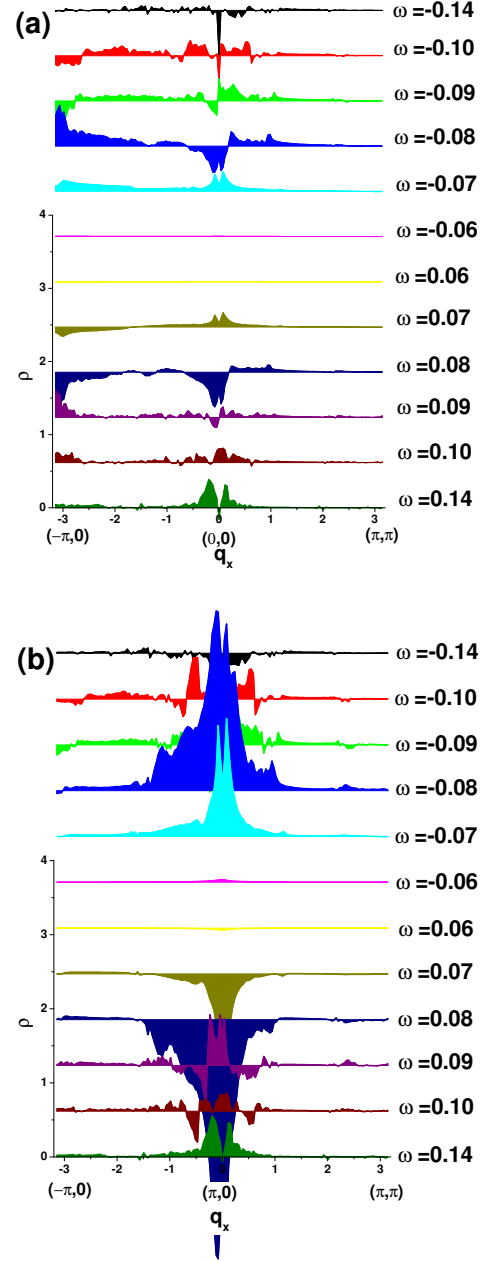 (a)
ω =-0.14
ω =-0.10
ω =-0.09
ω =-0.08
ω =-0.07
ω =-0.06
ω =0.06
ω =0.07
ω =0.08
ω =0.09
ω =0.10
ω =0.14
4
3
2
1
0
ρ
-3 -2 -1 0 1 2 3
(−π,0) (0,0) (π,π)
qx
(b)
ω =-0.14
ω =-0.10
ω =-0.09
ω =-0.08
ω =-0.07
ω =-0.06
ω =0.06
ω =0.07
ω =0.08
ω =0.09
ω =0.10
ω =0.14
4
3
2
1
0
ρ
-3 -2 -1 0 1 2 3
(−π,0) (π,0) (π,π)
qx